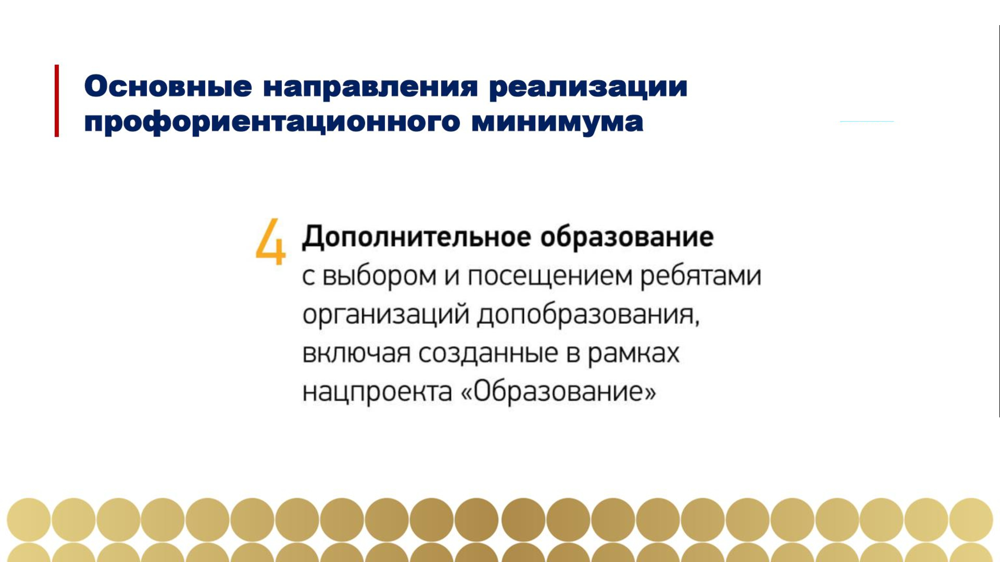 Основные направления реализации
профориентационного минимума
4 Дополнительное образование
с выбором и посещением ребятами
организаций допобразования,
включая созданные в рамках
нацпроекта «Образование»